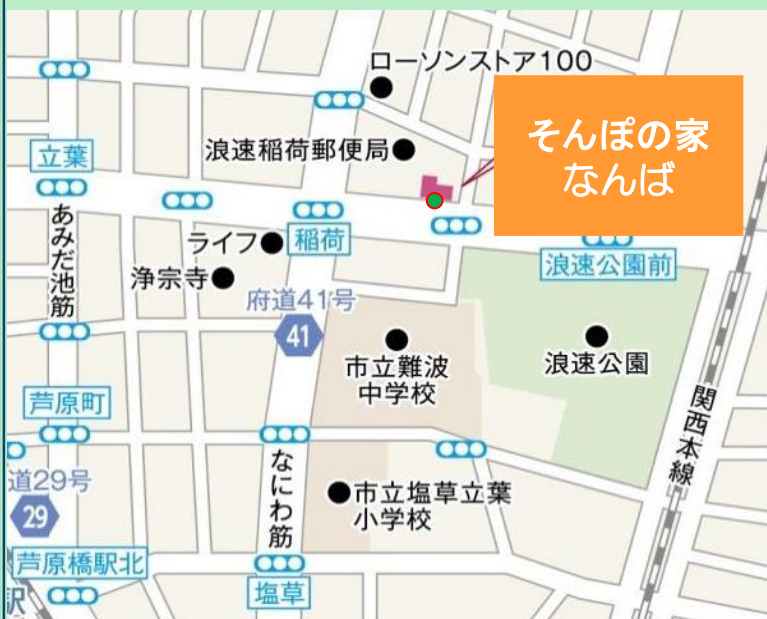 ローソンストア100
浪速稲荷郵便局
そんぽの家
なんば
立葉
あみだ池筋
ライフ
稲荷
浄宗寺
浪速公園前
府道41号
41
市立難波
中学校
浪速公園
関西本線
芦原町
道29号
29
なにわ筋
市立塩草立葉
小学校
芦原橋駅北
塩草
駅